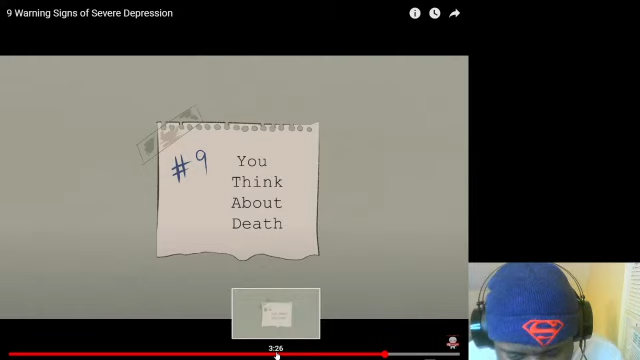 9 Warning Signs of Severe Depression
#9
You
Think
About
Death
3:26